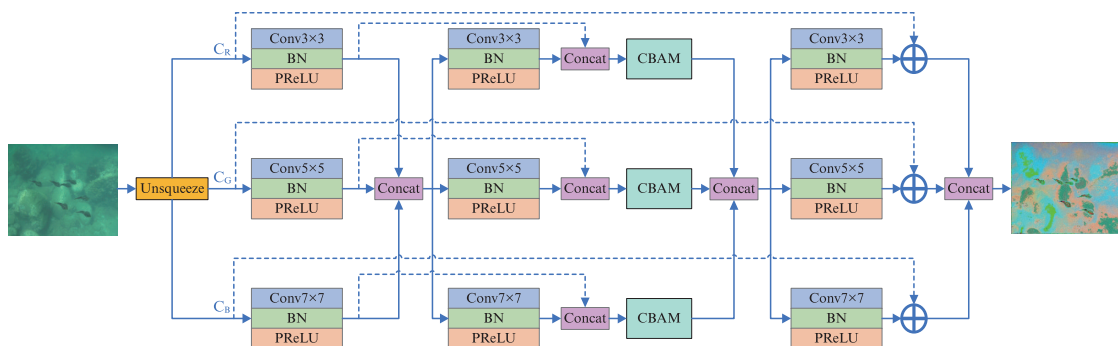 C_R
Conv3×3
BN
PReLU
Conv3×3
BN
PReLU
Concat
CBAM
Conv3×3
BN
PReLU
Unsqueeze
C_G
Conv5×5
BN
PReLU
Concat
Conv5×5
BN
PReLU
Concat
CBAM
Concat
Conv5×5
BN
PReLU
Concat
C_B
Conv7×7
BN
PReLU
Conv7×7
BN
PReLU
Concat
CBAM
Conv7×7
BN
PReLU